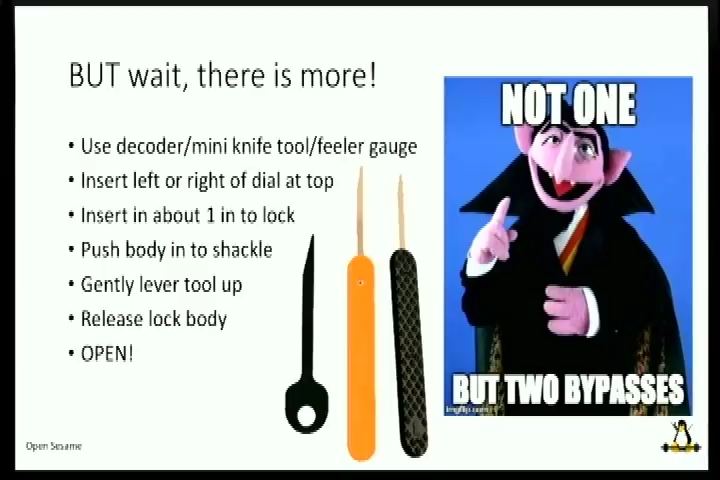 BUT wait, there is more!
• Use decoder/mini knife tool/feeler gauge
• Insert left or right of dial at top
• Insert in about 1 in to lock
• Push body in to shackle
• Gently lever tool up
• Release lock body
• OPEN!
NOT ONE
BUT TWO BYPASSES
imgflip.com
Open Sesame